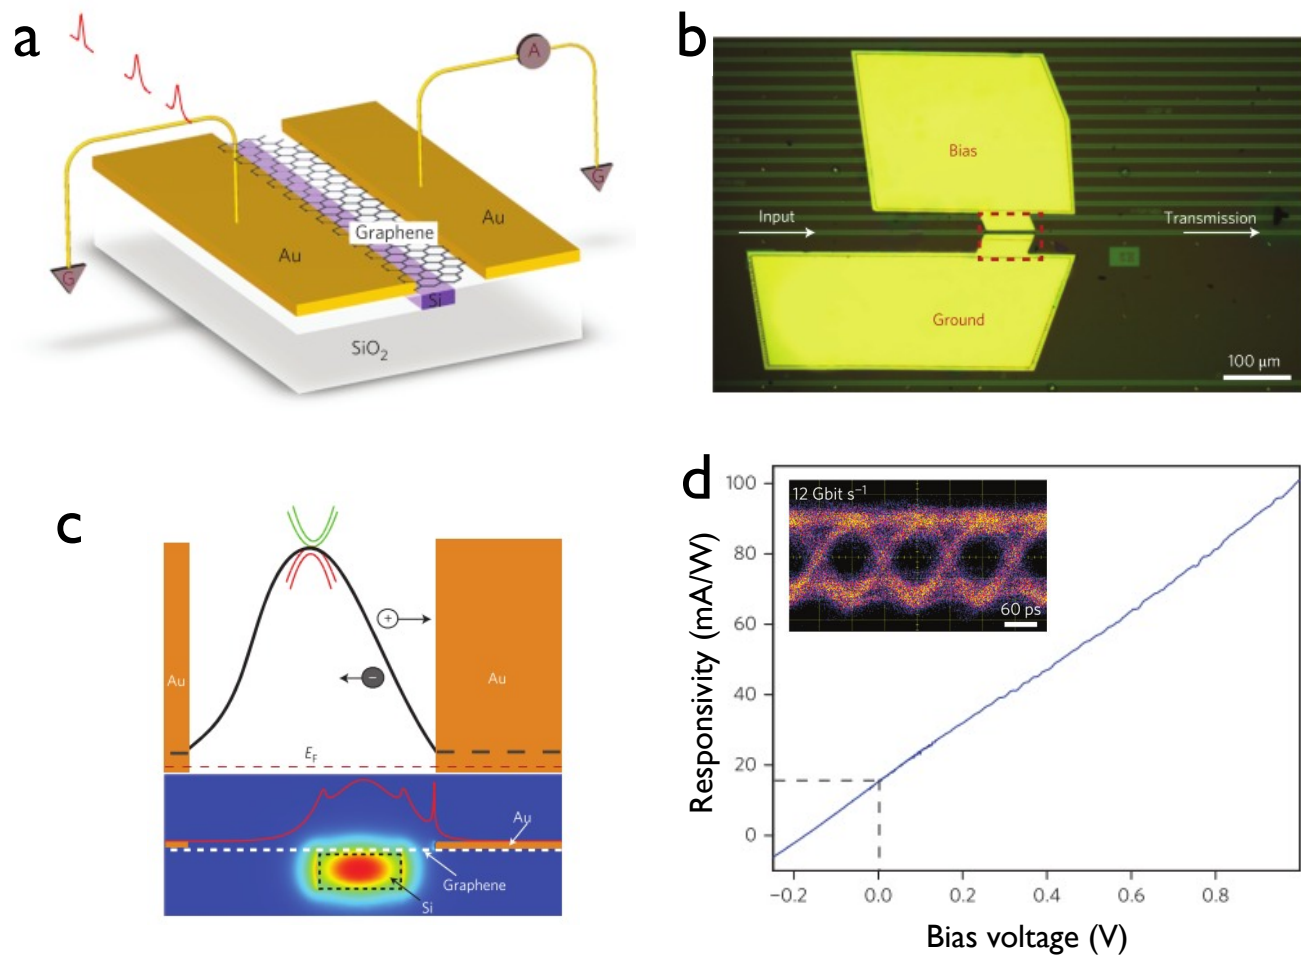 a
A
G
G
Au
Graphene
Au
Si
SiO2
b
Bias
Input
Transmission
Ground
100 μm
c
+
−
Au
Au
EF
Au
Graphene
Si
d
12 Gbit s⁻¹
60 ps
100
80
60
40
20
0
−0.2
0.0
0.2
0.4
0.6
0.8
Responsivity (mA/W)
Bias voltage (V)